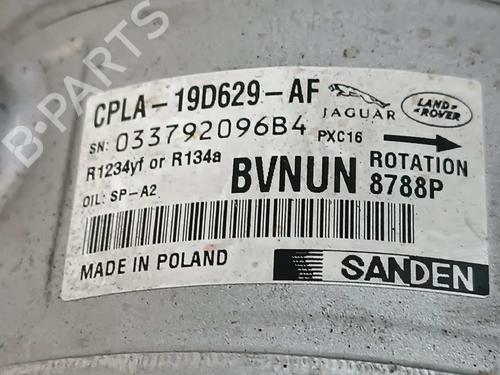 CPLA-19D629-AF
JAGUAR
LAND-
ROVER
SN: 033792096B4 PXC16
R1234yf or R134a
BVNUN
ROTATION
8788P
OIL: SP-A2
MADE IN POLAND
SANDEN
B-PARTS